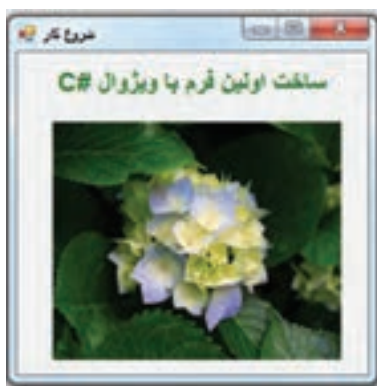 شروع کار
ساخت اولین فرم با ویژوال C#